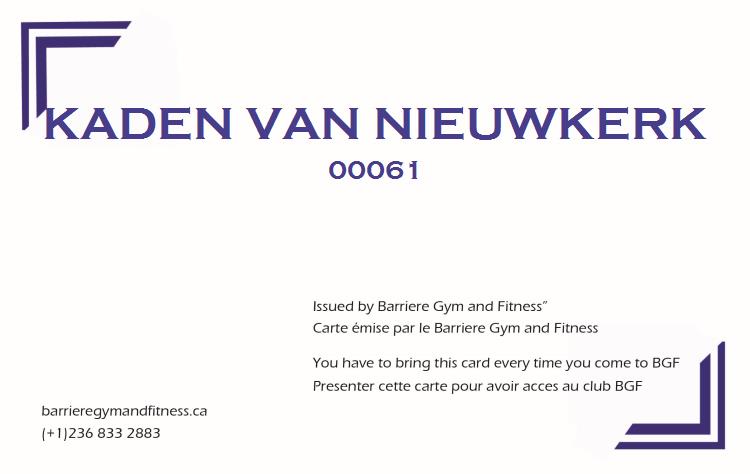 KADEN VAN NIEUWKERK
00061
Issued by Barriere Gym and Fitness”
Carte émise par le Barriere Gym and Fitness
You have to bring this card every time you come to BGF
Presenter cette carte pour avoir acces au club BGF
barrieregymandfitness.ca
(+1)236 833 2883